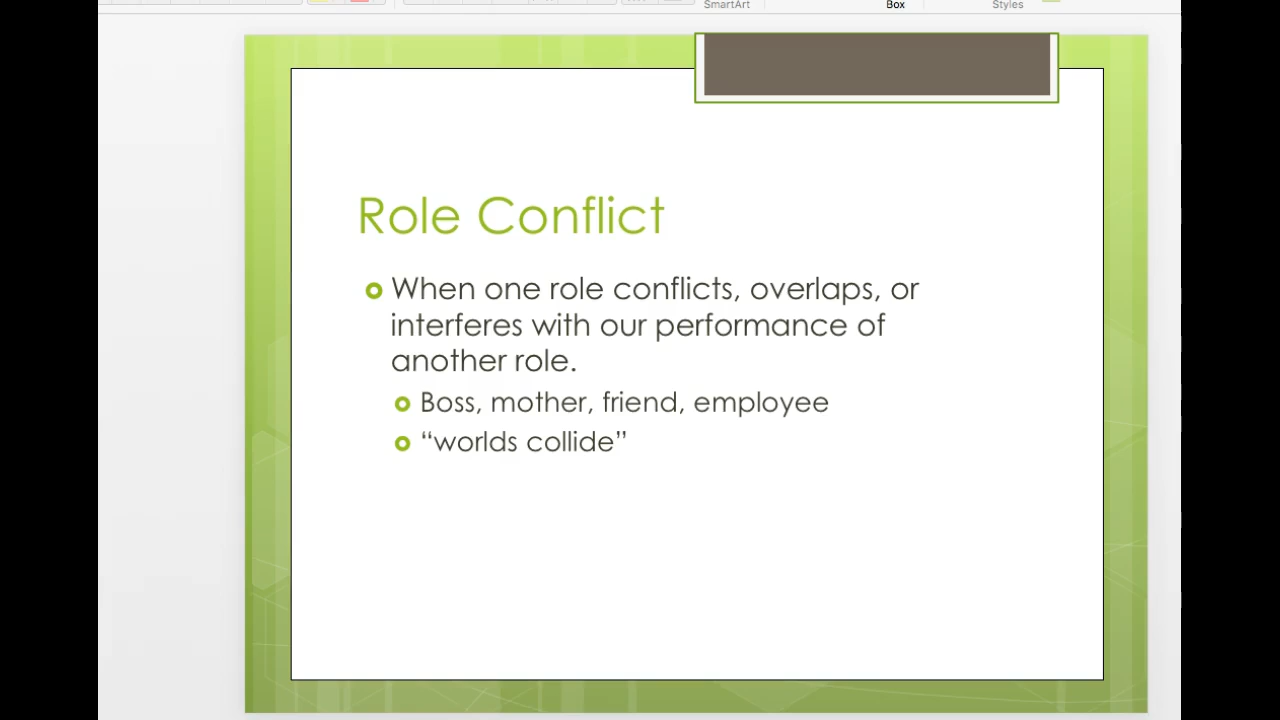 SmartArt
Box
Styles
Role Conflict
When one role conflicts, overlaps, or
interferes with our performance of
another role.
Boss, mother, friend, employee
“worlds collide”